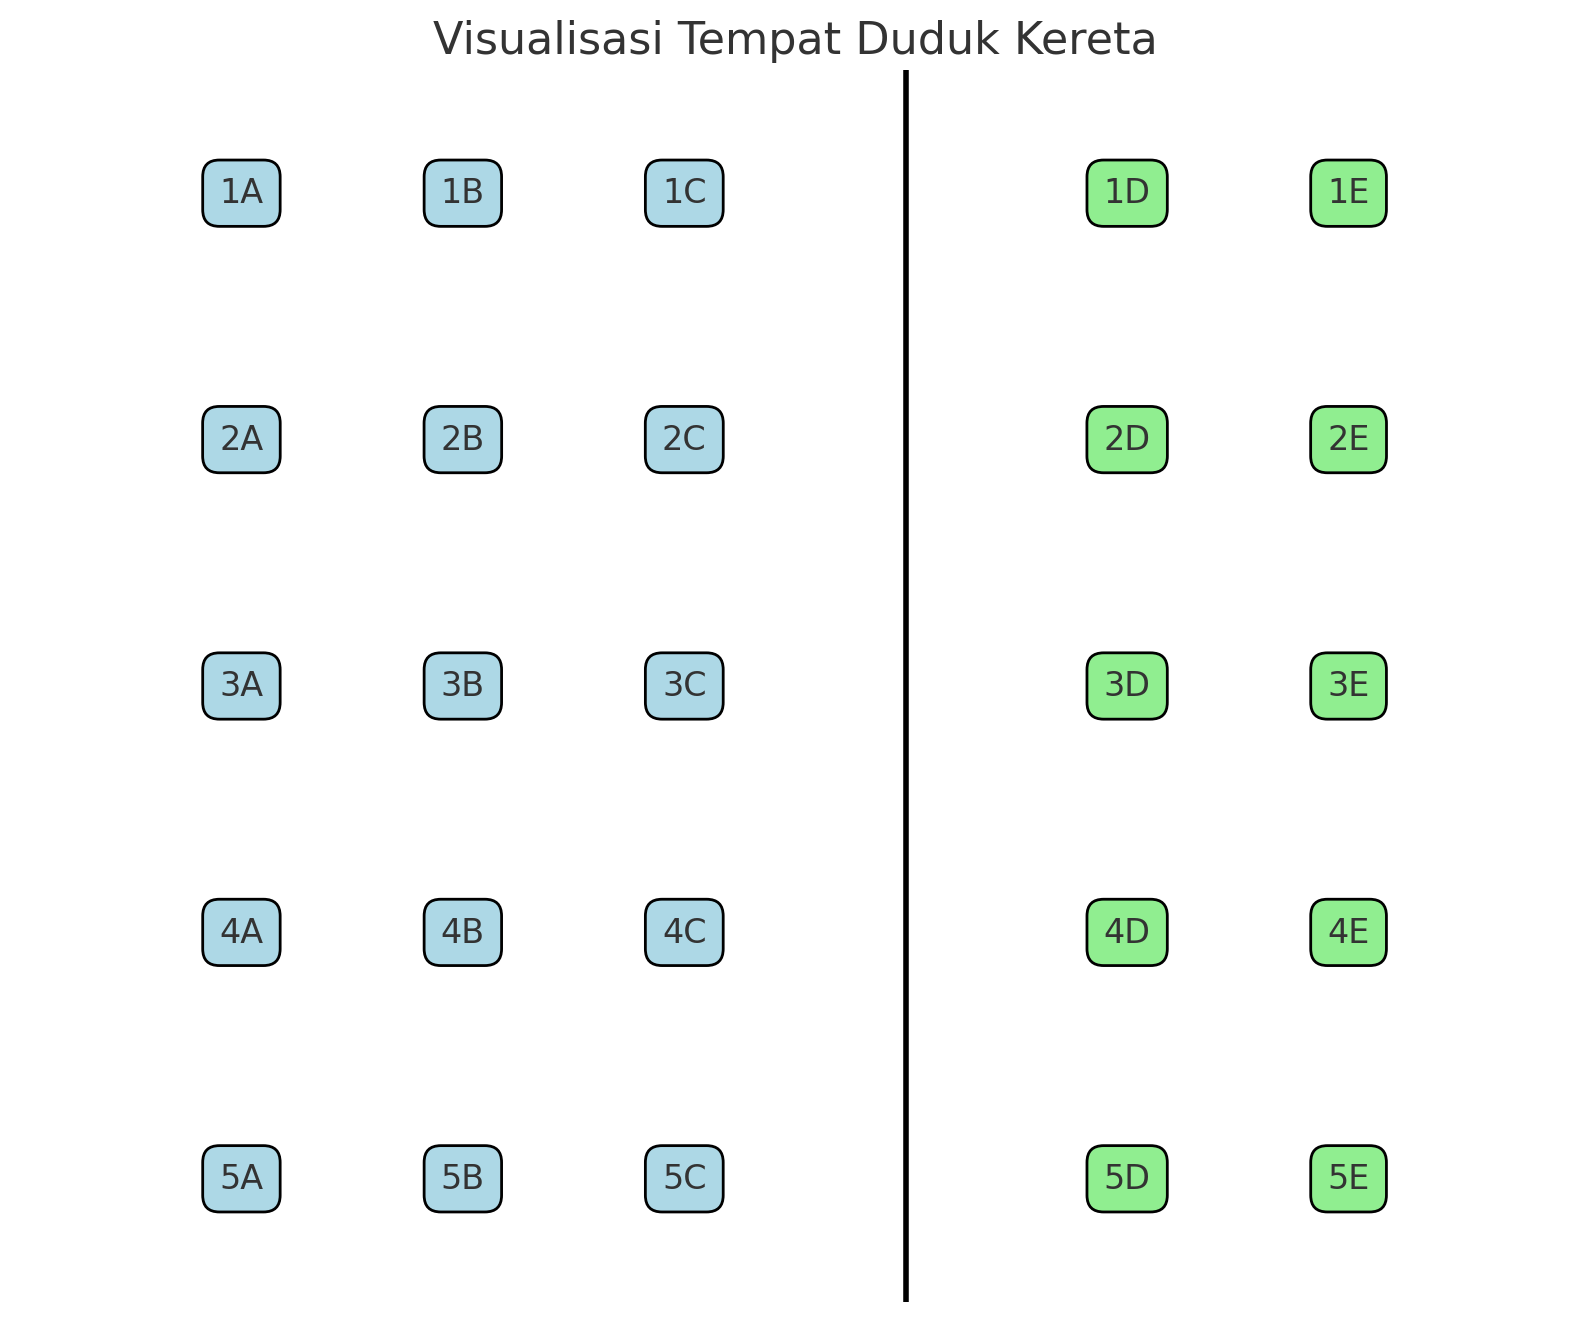 Visualisasi Tempat Duduk Kereta
1A 1B 1C 1D 1E
2A 2B 2C 2D 2E
3A 3B 3C 3D 3E
4A 4B 4C 4D 4E
5A 5B 5C 5D 5E